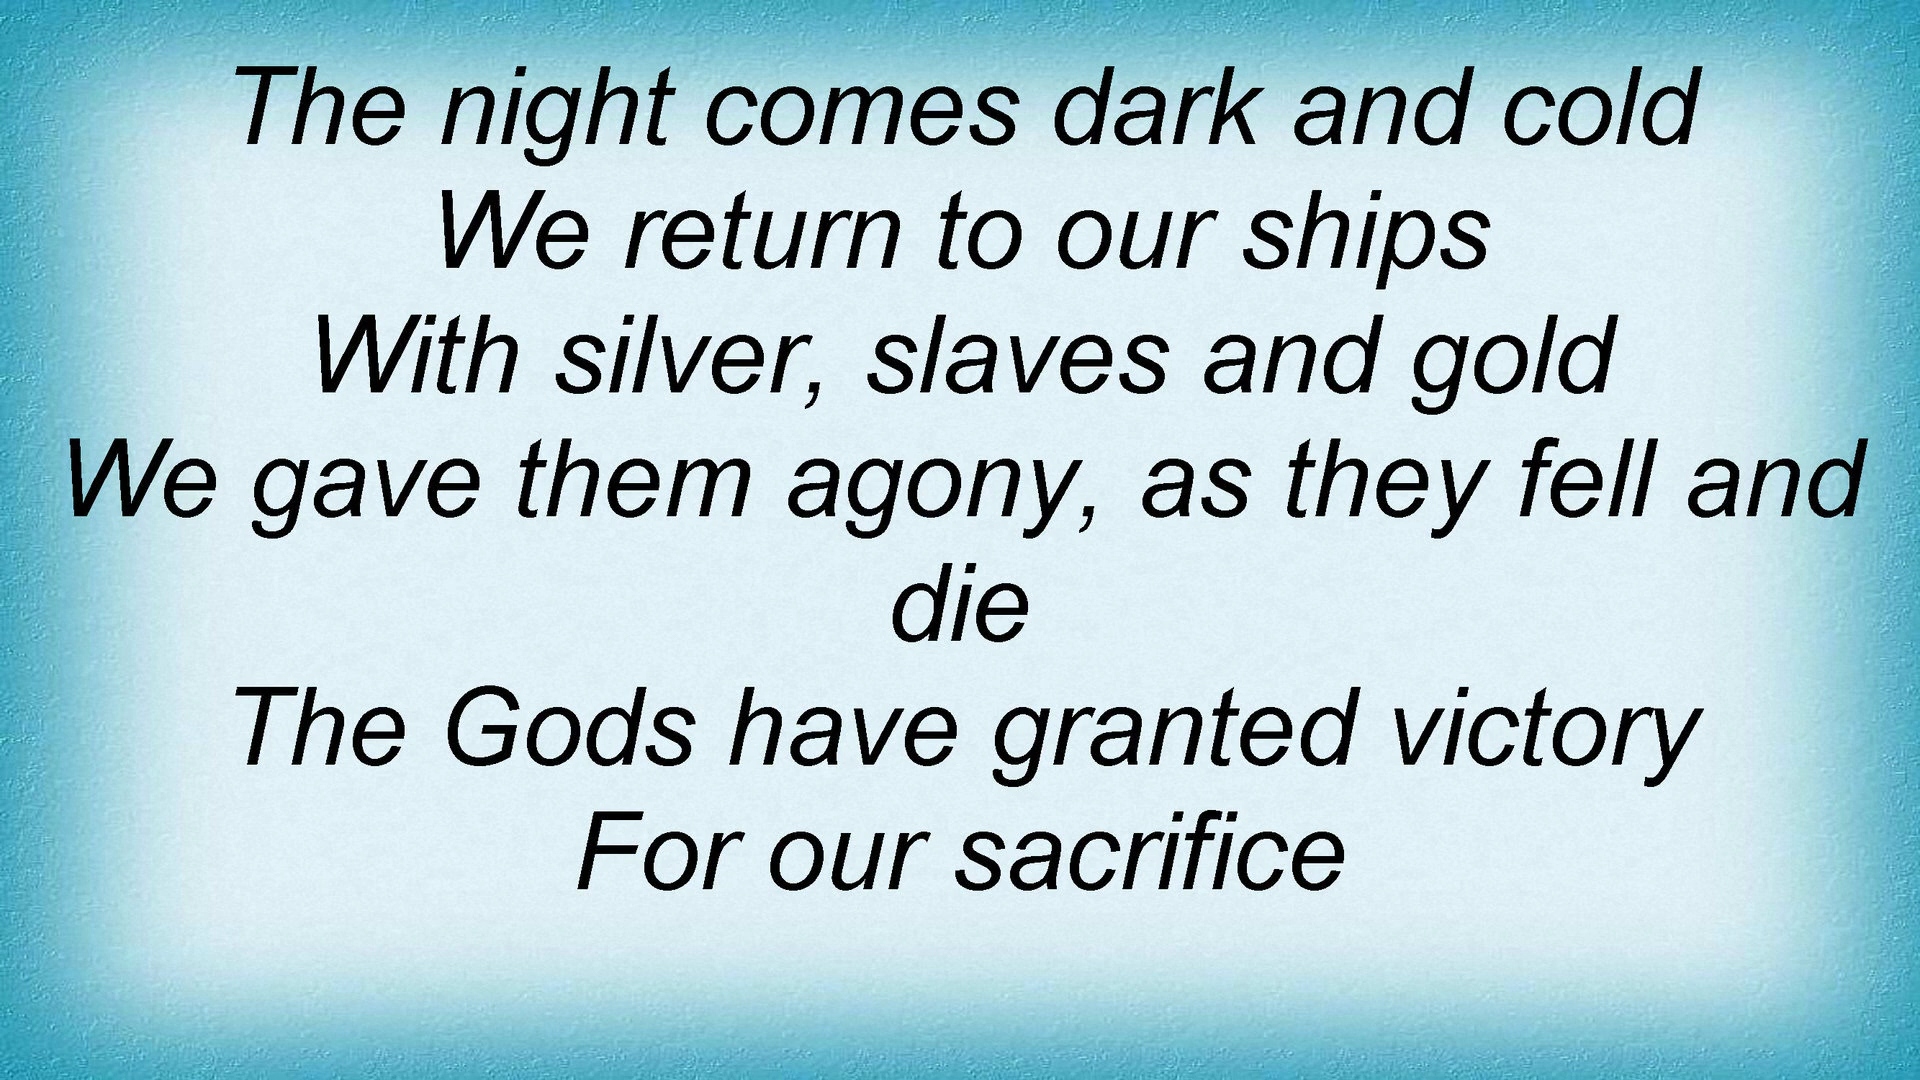 The night comes dark and cold
We return to our ships
With silver, slaves and gold
We gave them agony, as they fell and
die
The Gods have granted victory
For our sacrifice